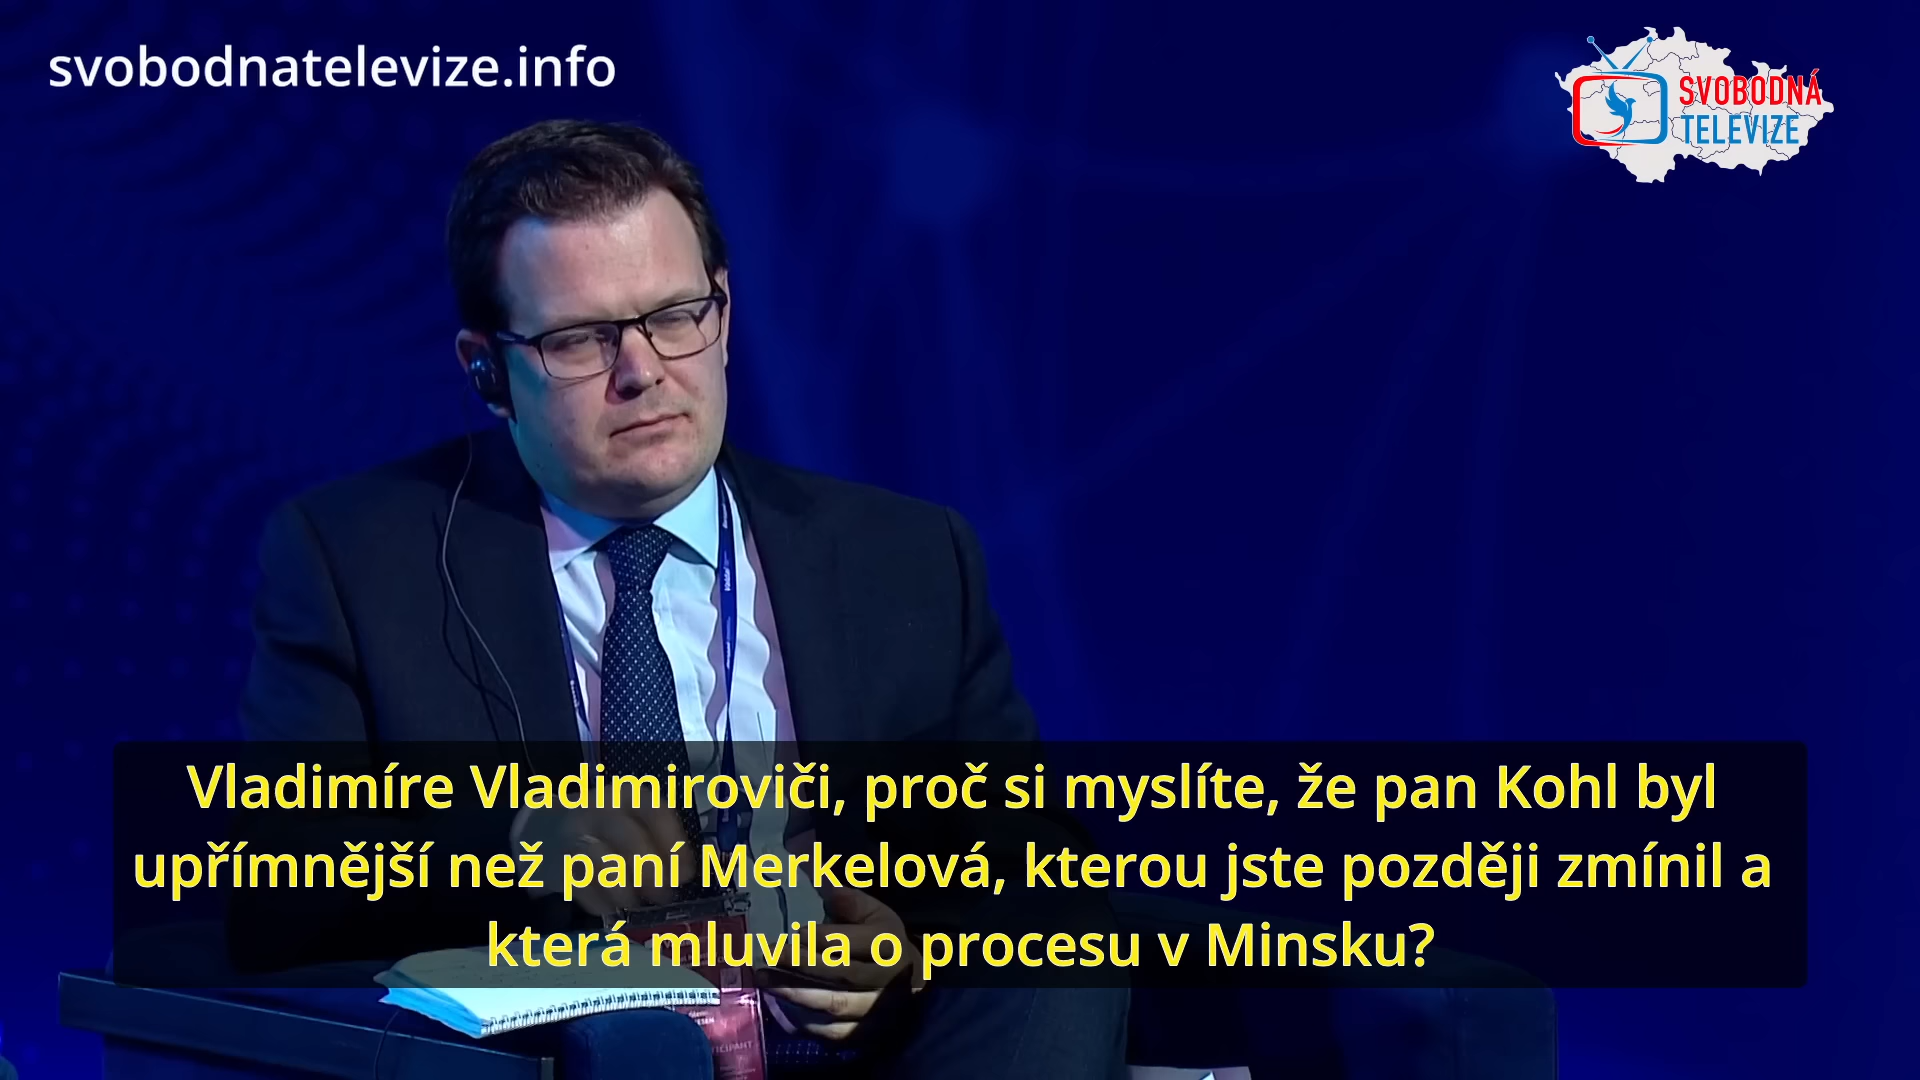 svobodnatelevize.info
SVOBODNÁ
TELEVIZE
Vladimíre Vladimiroviči, proč si myslíte, že pan Kohl byl
upřímnější než paní Merkelová, kterou jste později zmínil a
která mluvila o procesu v Minsku?